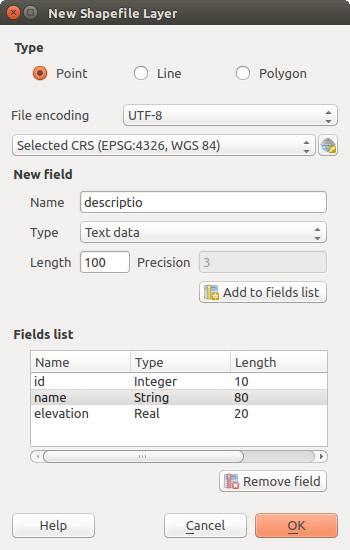 New Shapefile Layer
Type
Point Line Polygon
File encoding UTF-8
Selected CRS (EPSG:4326, WGS 84)
New field
Name descriptio
Type Text data
Length 100 Precision 3
Add to fields list
Fields list
Name Type Length
id Integer 10
name String 80
elevation Real 20
Remove field
Help Cancel OK